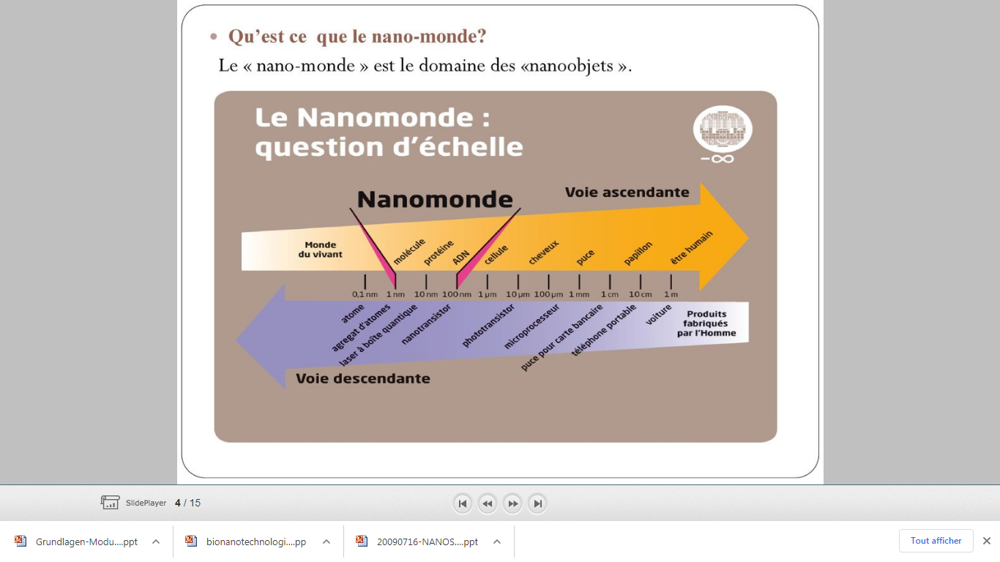 • Qu’est ce que le nano-monde?
Le « nano-monde » est le domaine des «nanoobjets ».
Le Nanomonde :
question d’échelle
−∞
Nanomonde
Voie ascendante
Monde
du vivant
molécule
protéine
ADN
cellule
cheveux
puce
papillon
être humain
0,1 nm 1 nm 10 nm 100 nm 1 µm 10 µm 100 µm 1 mm 1 cm 10 cm 1 m
atome
agregat d’atomes
laser à boîte quantique
nanotransistor
phototransistor
microprocesseur
puce pour carte bancaire
téléphone portable
voiture
Produits
fabriqués
par l’Homme
Voie descendante
SlidePlayer 4 / 15
Grundlagen-Modu....ppt bionanotechnologi....pp 20090716-NANOS....ppt Tout afficher